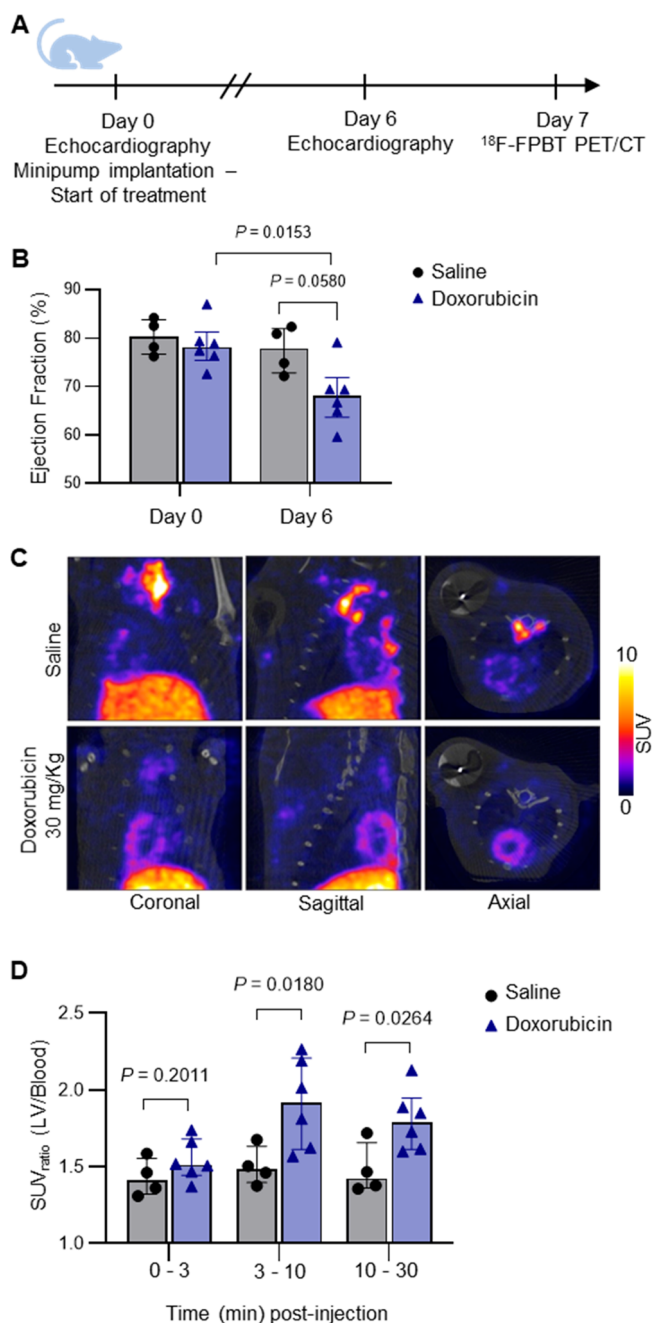 A
Day 0
Echocardiography
Minipump implantation –
Start of treatment
Day 6
Echocardiography
Day 7
¹⁸F-FPBT PET/CT
B
P = 0.0153
P = 0.0580
Saline
Doxorubicin
Ejection Fraction (%)
90
80
70
60
50
Day 0
Day 6
C
Saline
Doxorubicin
30 mg/Kg
Coronal
Sagittal
Axial
10
SUV
0
D
P = 0.0180
P = 0.0264
P = 0.2011
Saline
Doxorubicin
SUVratio (LV/Blood)
2.5
2.0
1.5
1.0
0 - 3
3 - 10
10 - 30
Time (min) post-injection